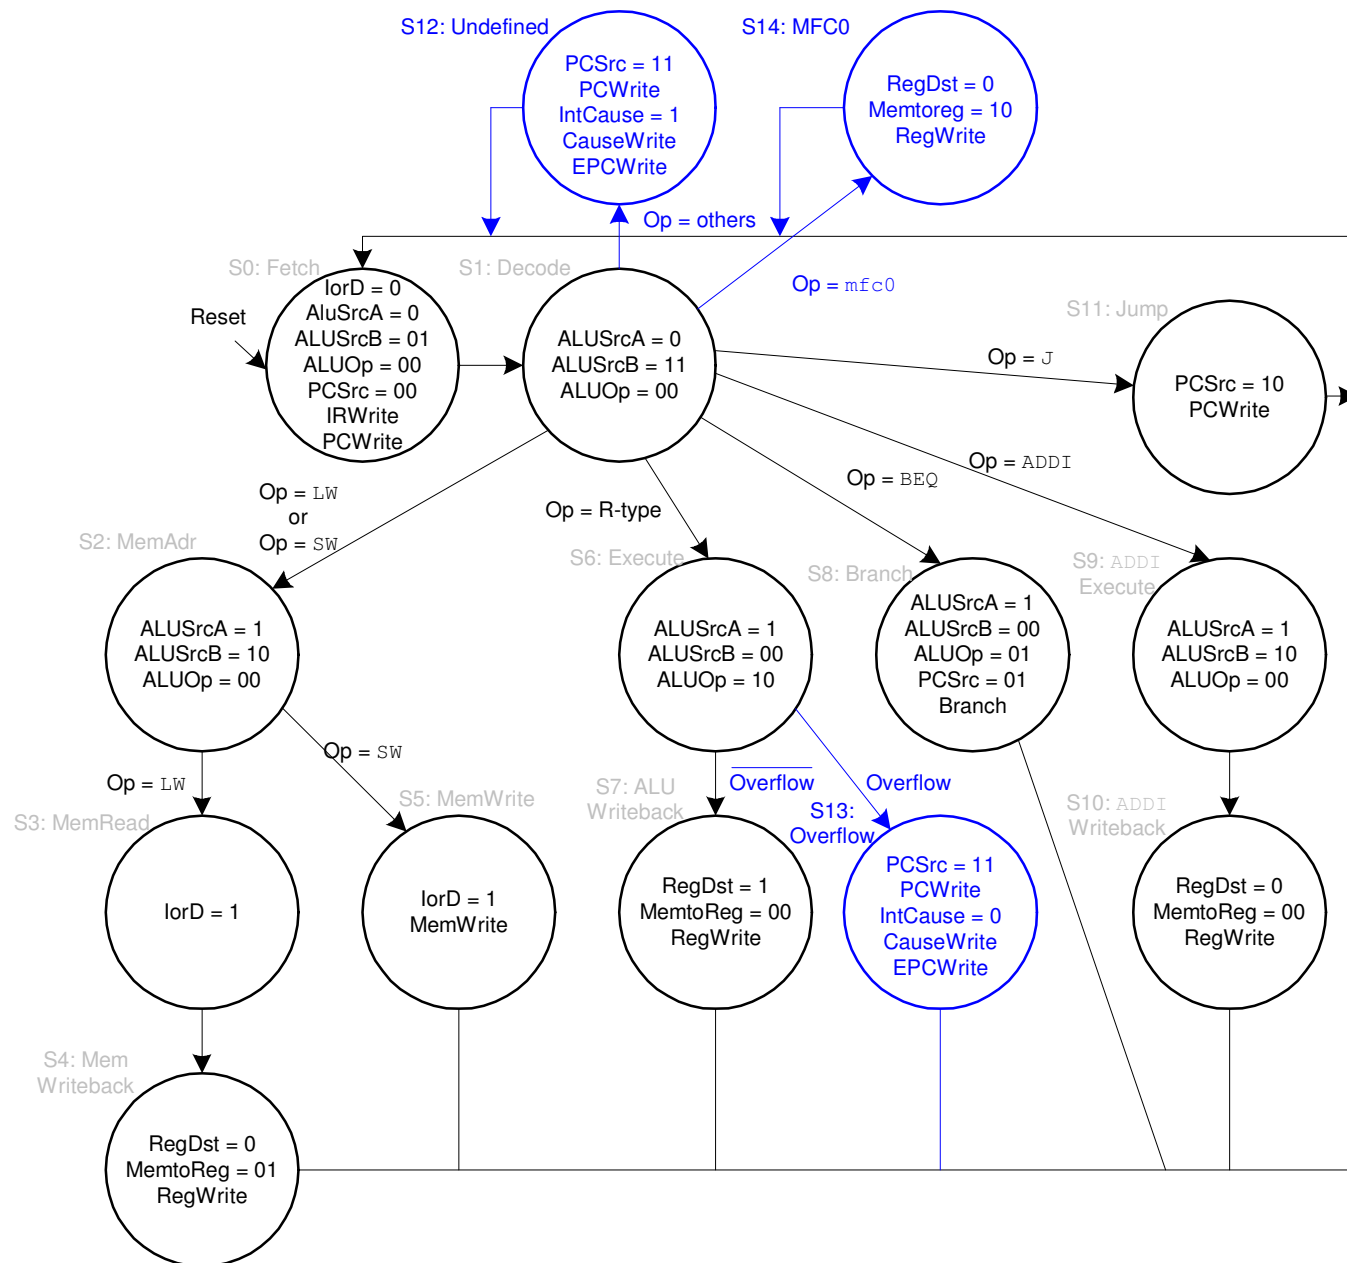 S12: Undefined
PCSrc = 11
PCWrite
IntCause = 1
CauseWrite
EPCWrite
S14: MFC0
RegDst = 0
Memtoreg = 10
RegWrite
Op = others
Op = mfc0
S0: Fetch
Reset
IorD = 0
AluSrcA = 0
ALUSrcB = 01
ALUOp = 00
PCSrc = 00
IRWrite
PCWrite
S1: Decode
ALUSrcA = 0
ALUSrcB = 11
ALUOp = 00
S11: Jump
Op = J
PCSrc = 10
PCWrite
Op = ADDI
Op = BEQ
Op = R-type
Op = LW
or
Op = SW
S2: MemAdr
ALUSrcA = 1
ALUSrcB = 10
ALUOp = 00
S6: Execute
ALUSrcA = 1
ALUSrcB = 00
ALUOp = 10
S8: Branch
ALUSrcA = 1
ALUSrcB = 00
ALUOp = 01
PCSrc = 01
Branch
S9: ADDI
Execute
ALUSrcA = 1
ALUSrcB = 10
ALUOp = 00
Op = SW
Op = LW
Overflow
Overflow
S3: MemRead
IorD = 1
S5: MemWrite
IorD = 1
MemWrite
S7: ALU
Writeback
RegDst = 1
MemtoReg = 00
RegWrite
S13:
Overflow
PCSrc = 11
PCWrite
IntCause = 0
CauseWrite
EPCWrite
S10: ADDI
Writeback
RegDst = 0
MemtoReg = 00
RegWrite
S4: Mem
Writeback
RegDst = 0
MemtoReg = 01
RegWrite